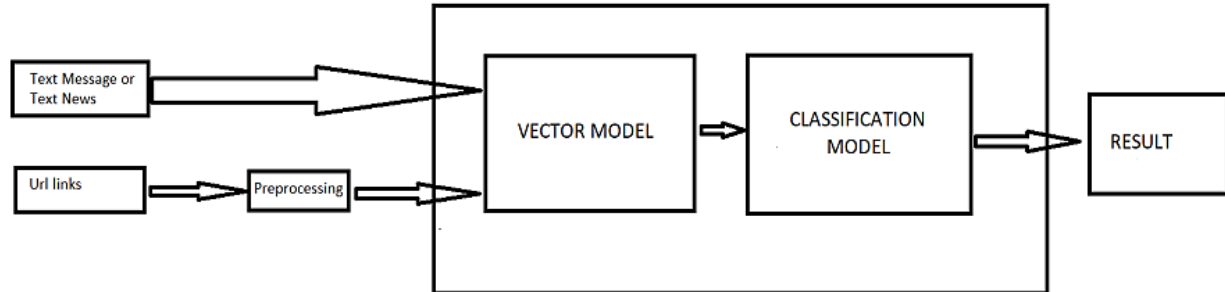 Text Message or
Text News
VECTOR MODEL
CLASSIFICATION
MODEL
RESULT
Url links
Preprocessing